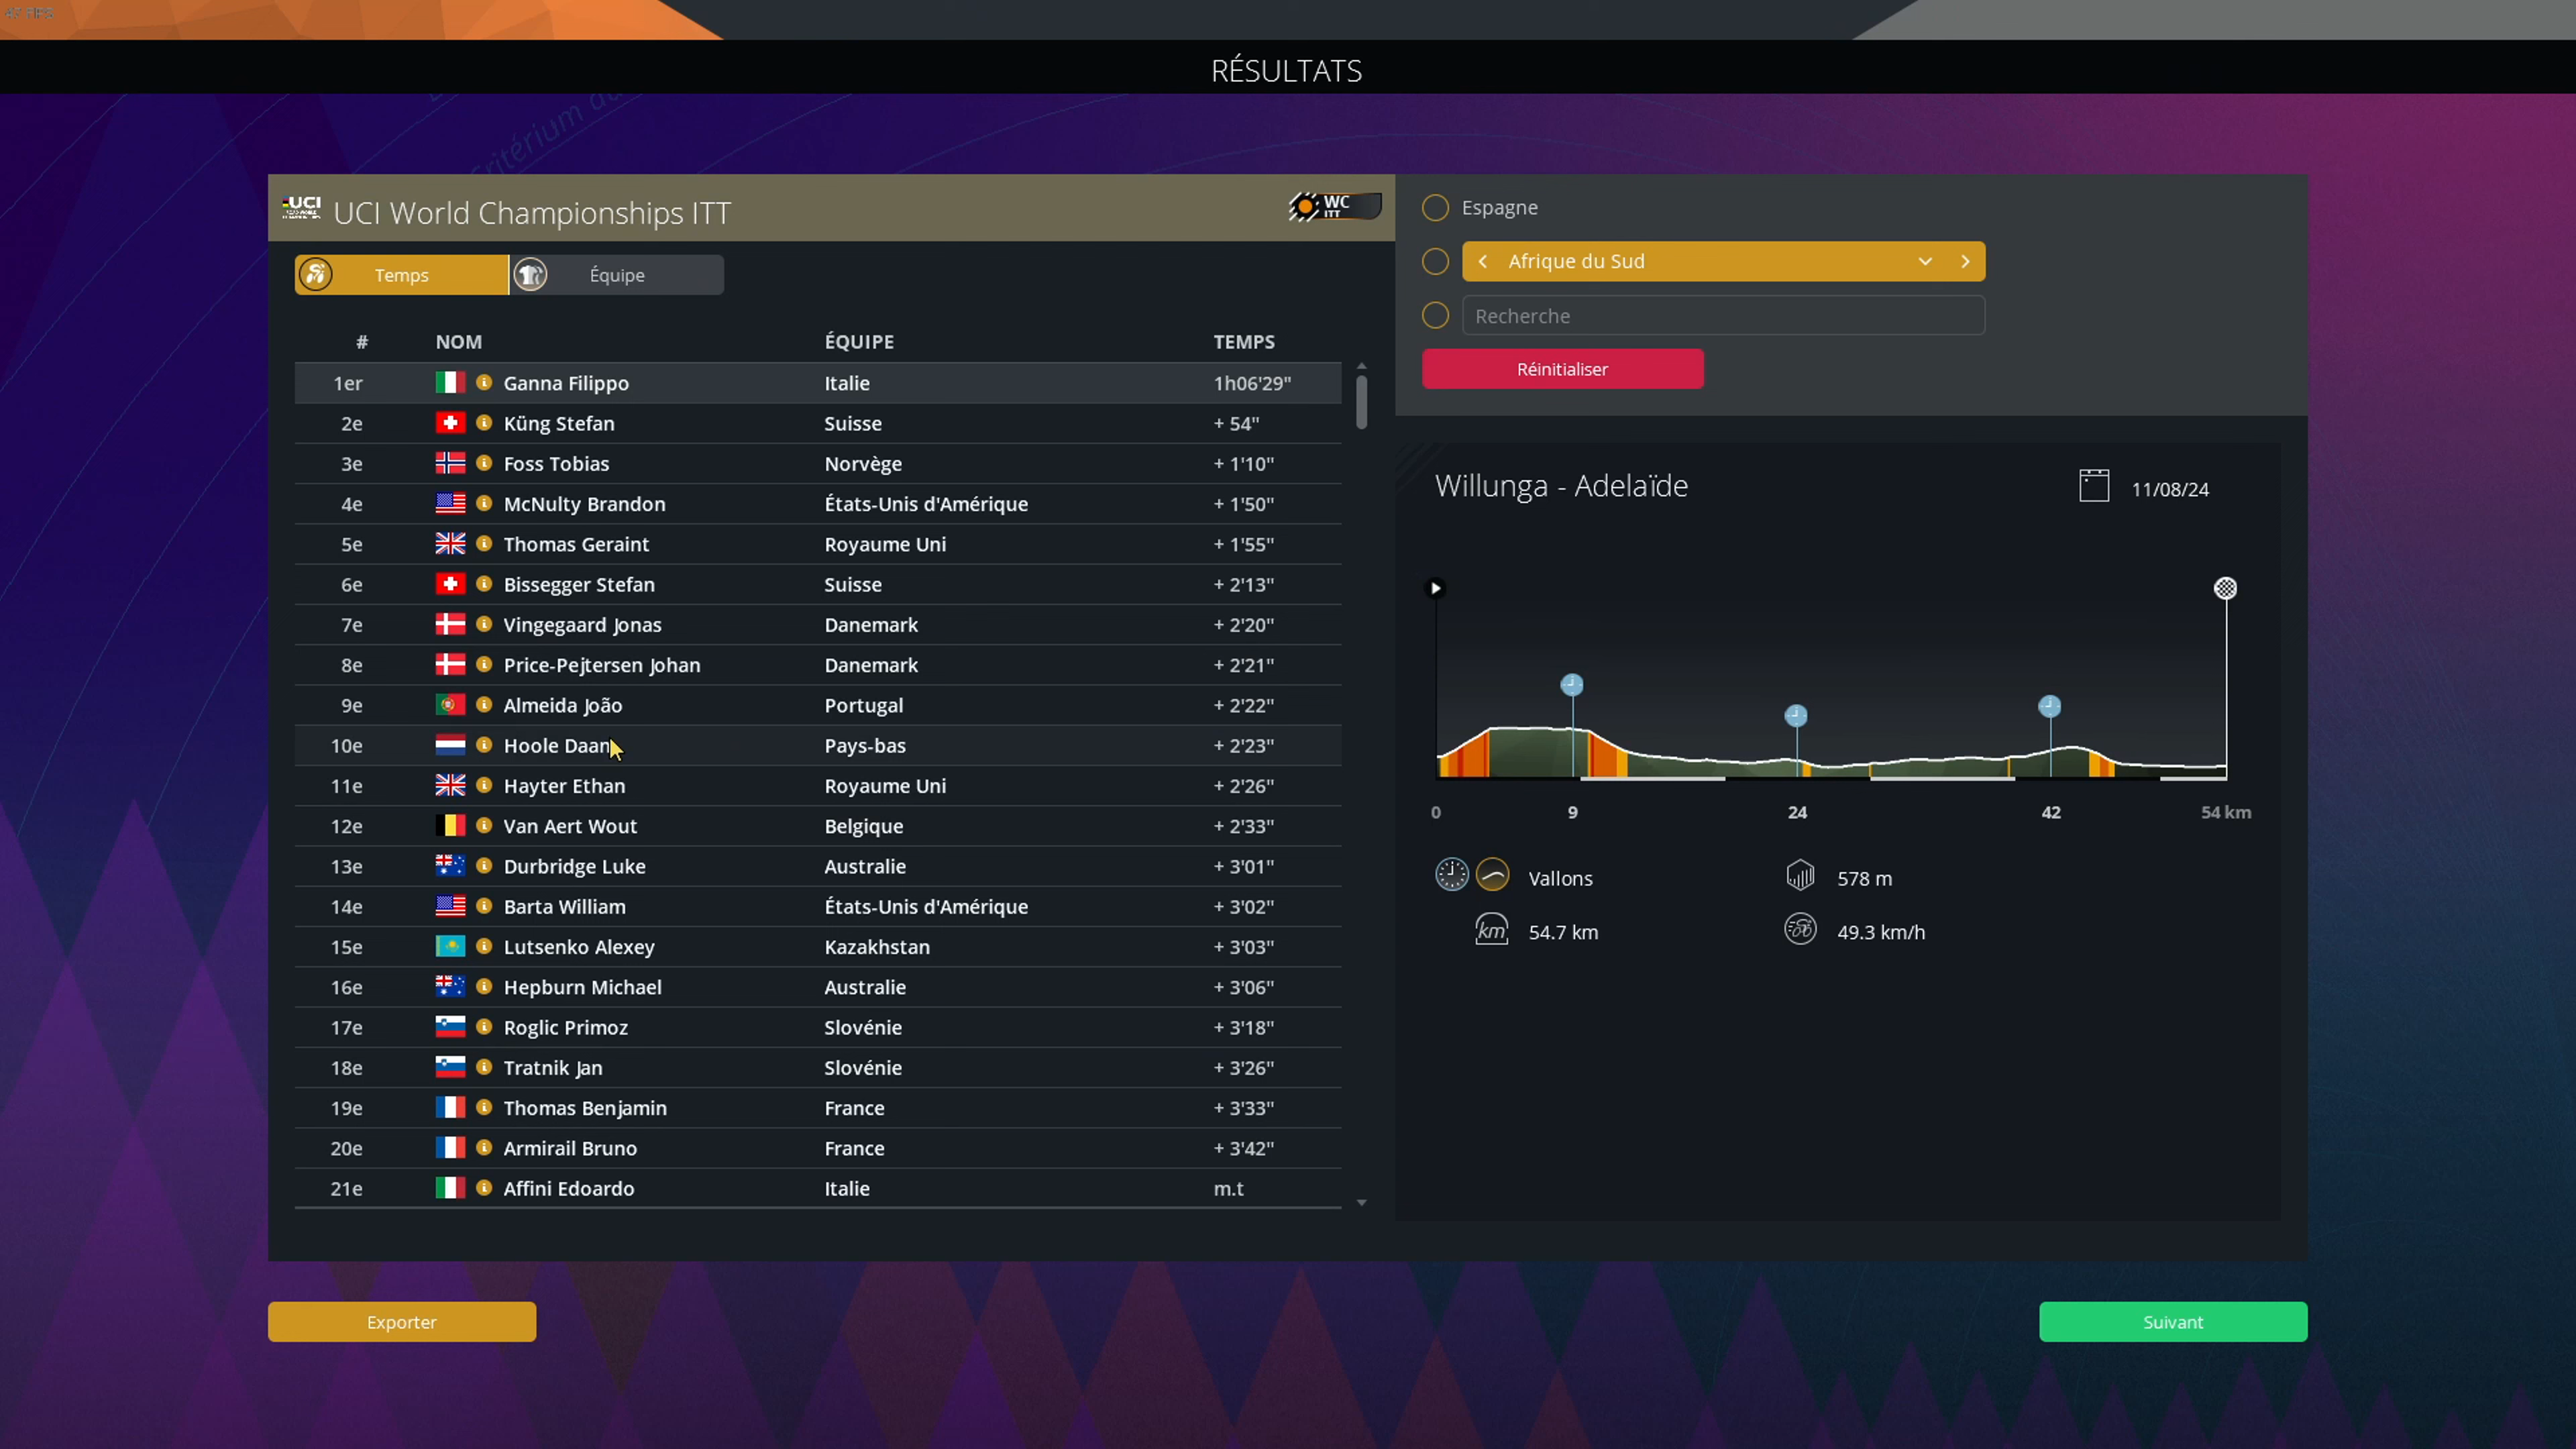 RÉSULTATS
Critérium du
UCI
UCI World Championships ITT
WC
ITT
Espagne
Afrique du Sud
Recherche
Réinitialiser
Temps
Équipe
# NOM ÉQUIPE TEMPS
1er Ganna Filippo Italie 1h06'29"
2e Küng Stefan Suisse + 54"
3e Foss Tobias Norvège + 1'10"
4e McNulty Brandon États-Unis d'Amérique + 1'50"
5e Thomas Geraint Royaume Uni + 1'55"
6e Bissegger Stefan Suisse + 2'13"
7e Vingegaard Jonas Danemark + 2'20"
8e Price-Pejtersen Johan Danemark + 2'21"
9e Almeida João Portugal + 2'22"
10e Hoole Daan Pays-bas + 2'23"
11e Hayter Ethan Royaume Uni + 2'26"
12e Van Aert Wout Belgique + 2'33"
13e Durbridge Luke Australie + 3'01"
14e Barta William États-Unis d'Amérique + 3'02"
15e Lutsenko Alexey Kazakhstan + 3'03"
16e Hepburn Michael Australie + 3'06"
17e Roglic Primoz Slovénie + 3'18"
18e Tratnik Jan Slovénie + 3'26"
19e Thomas Benjamin France + 3'33"
20e Armirail Bruno France + 3'42"
21e Affini Edoardo Italie m.t
Willunga - Adelaïde
11/08/24
0 9 24 42 54 km
Vallons 578 m
km 54.7 km 49.3 km/h
Exporter
Suivant